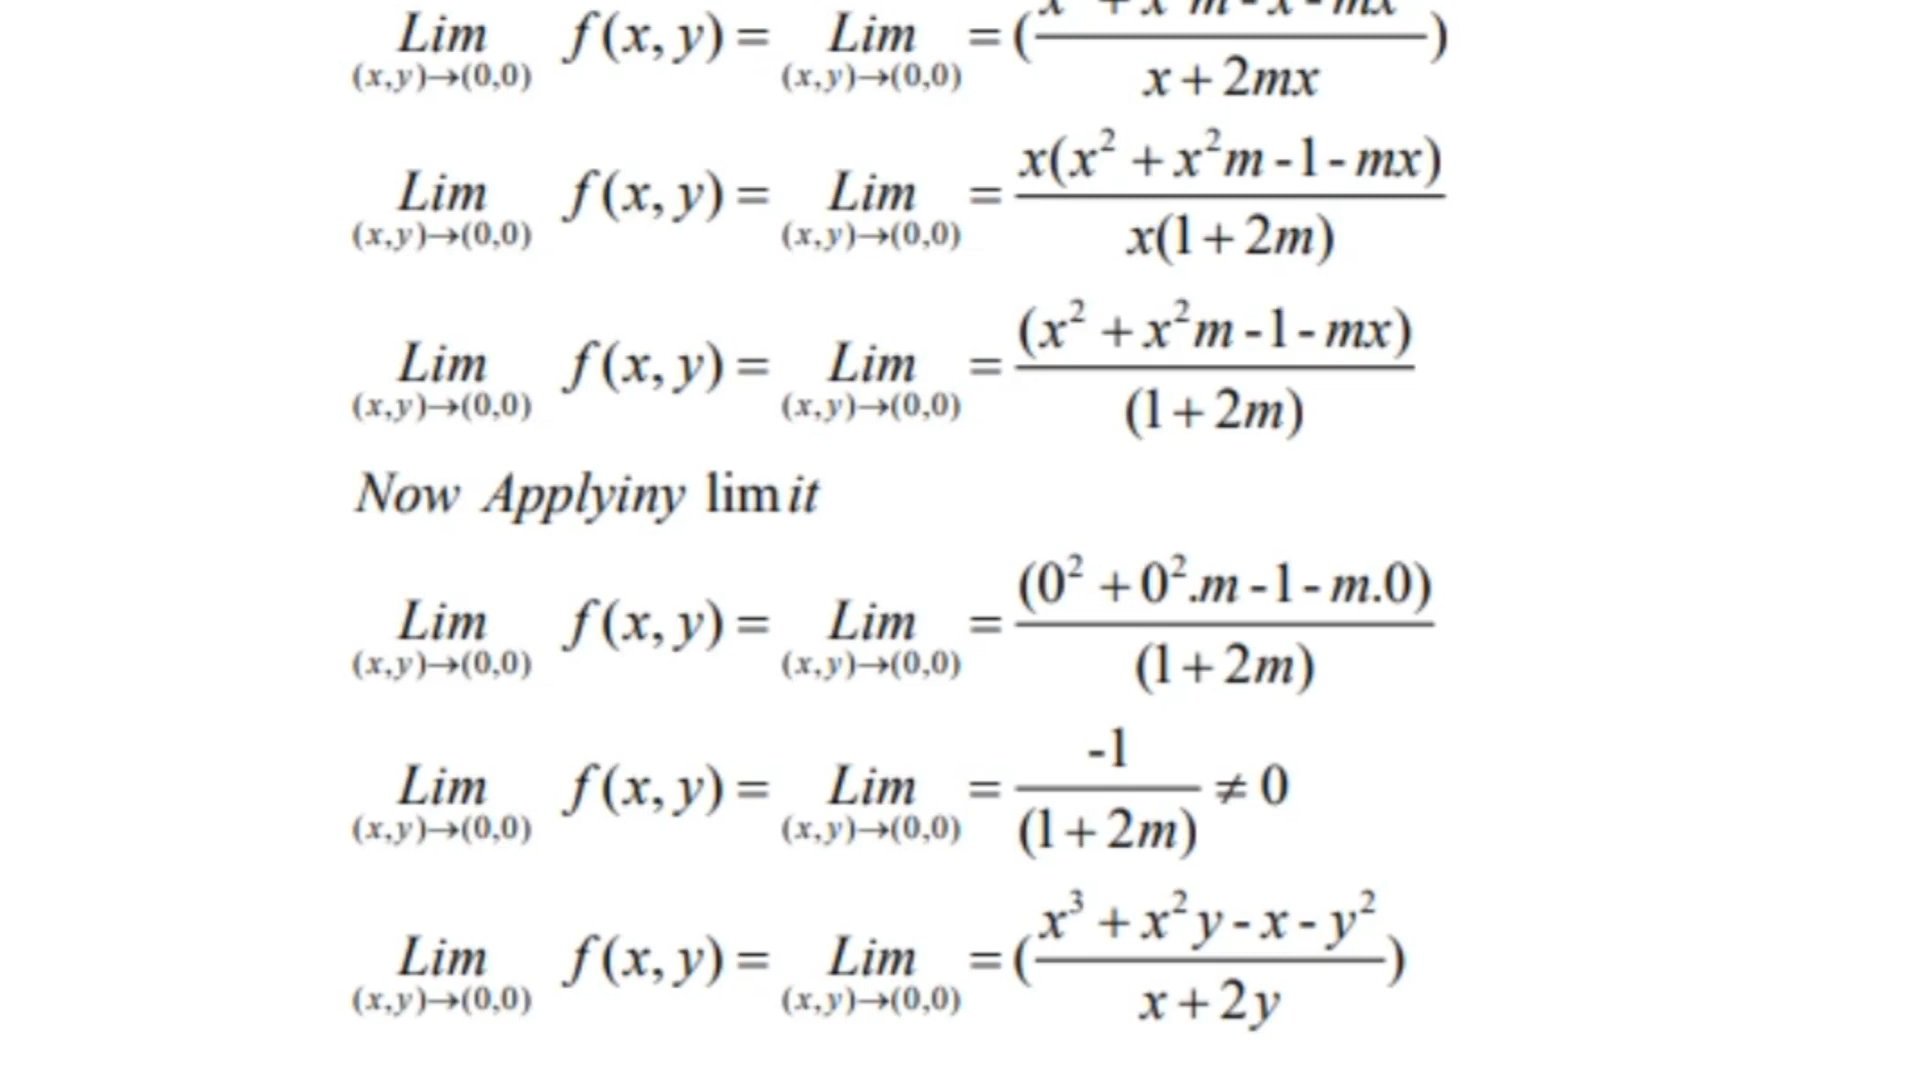 Lim (x,y)→(0,0) f(x,y) = Lim (x,y)→(0,0) = ( / x+2mx )
Lim (x,y)→(0,0) f(x,y) = Lim (x,y)→(0,0) = x(x² + x²m - 1 - mx) / x(1+2m)
Lim (x,y)→(0,0) f(x,y) = Lim (x,y)→(0,0) = (x² + x²m - 1 - mx) / (1+2m)
Now Applyiny limit
Lim (x,y)→(0,0) f(x,y) = Lim (x,y)→(0,0) = (0² + 0².m - 1 - m.0) / (1+2m)
Lim (x,y)→(0,0) f(x,y) = Lim (x,y)→(0,0) = -1 / (1+2m) ≠ 0
Lim (x,y)→(0,0) f(x,y) = Lim (x,y)→(0,0) = ( x³ + x²y - x - y² / x+2y )